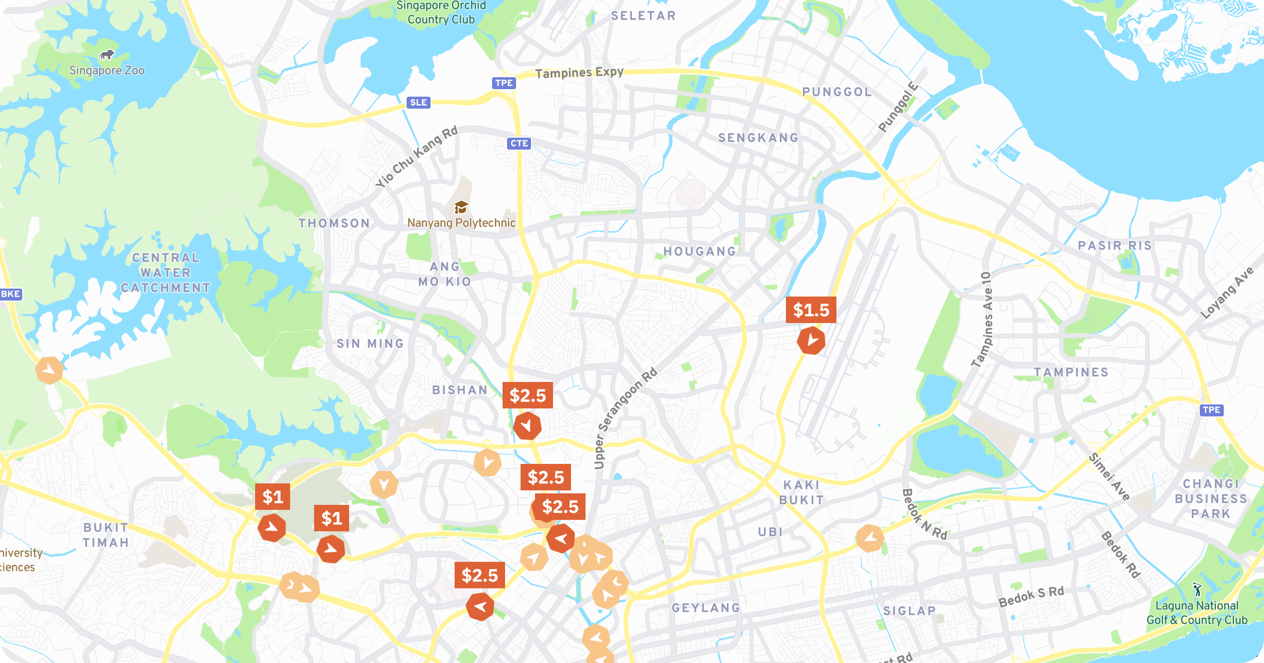 Singapore Orchid
Country Club
SELETAR
Singapore Zoo
TPE
Tampines Expy
PUNGGOL
SLE
Punggol E
CTE
SENGKANG
Yio Chu Kang Rd
THOMSON
Nanyang Polytechnic
HOUGANG
PASIR RIS
CENTRAL
WATER
CATCHMENT
ANG
MO KIO
BKE
Loyang Ave
Tampines Ave 10
$1.5
SIN MING
TAMPINES
BISHAN
$2.5
Upper Serangoon Rd
TPE
$2.5
KAKI
BUKIT
Simei Ave
CHANGI
BUSINESS
PARK
$1
$2.5
$1
Bedok N Rd
BUKIT
TIMAH
UBI
Bedok Rd
niversity
iences
$2.5
Bedok S Rd
GEYLANG
SIGLAP
Laguna National
Golf & Country Club
st Rd